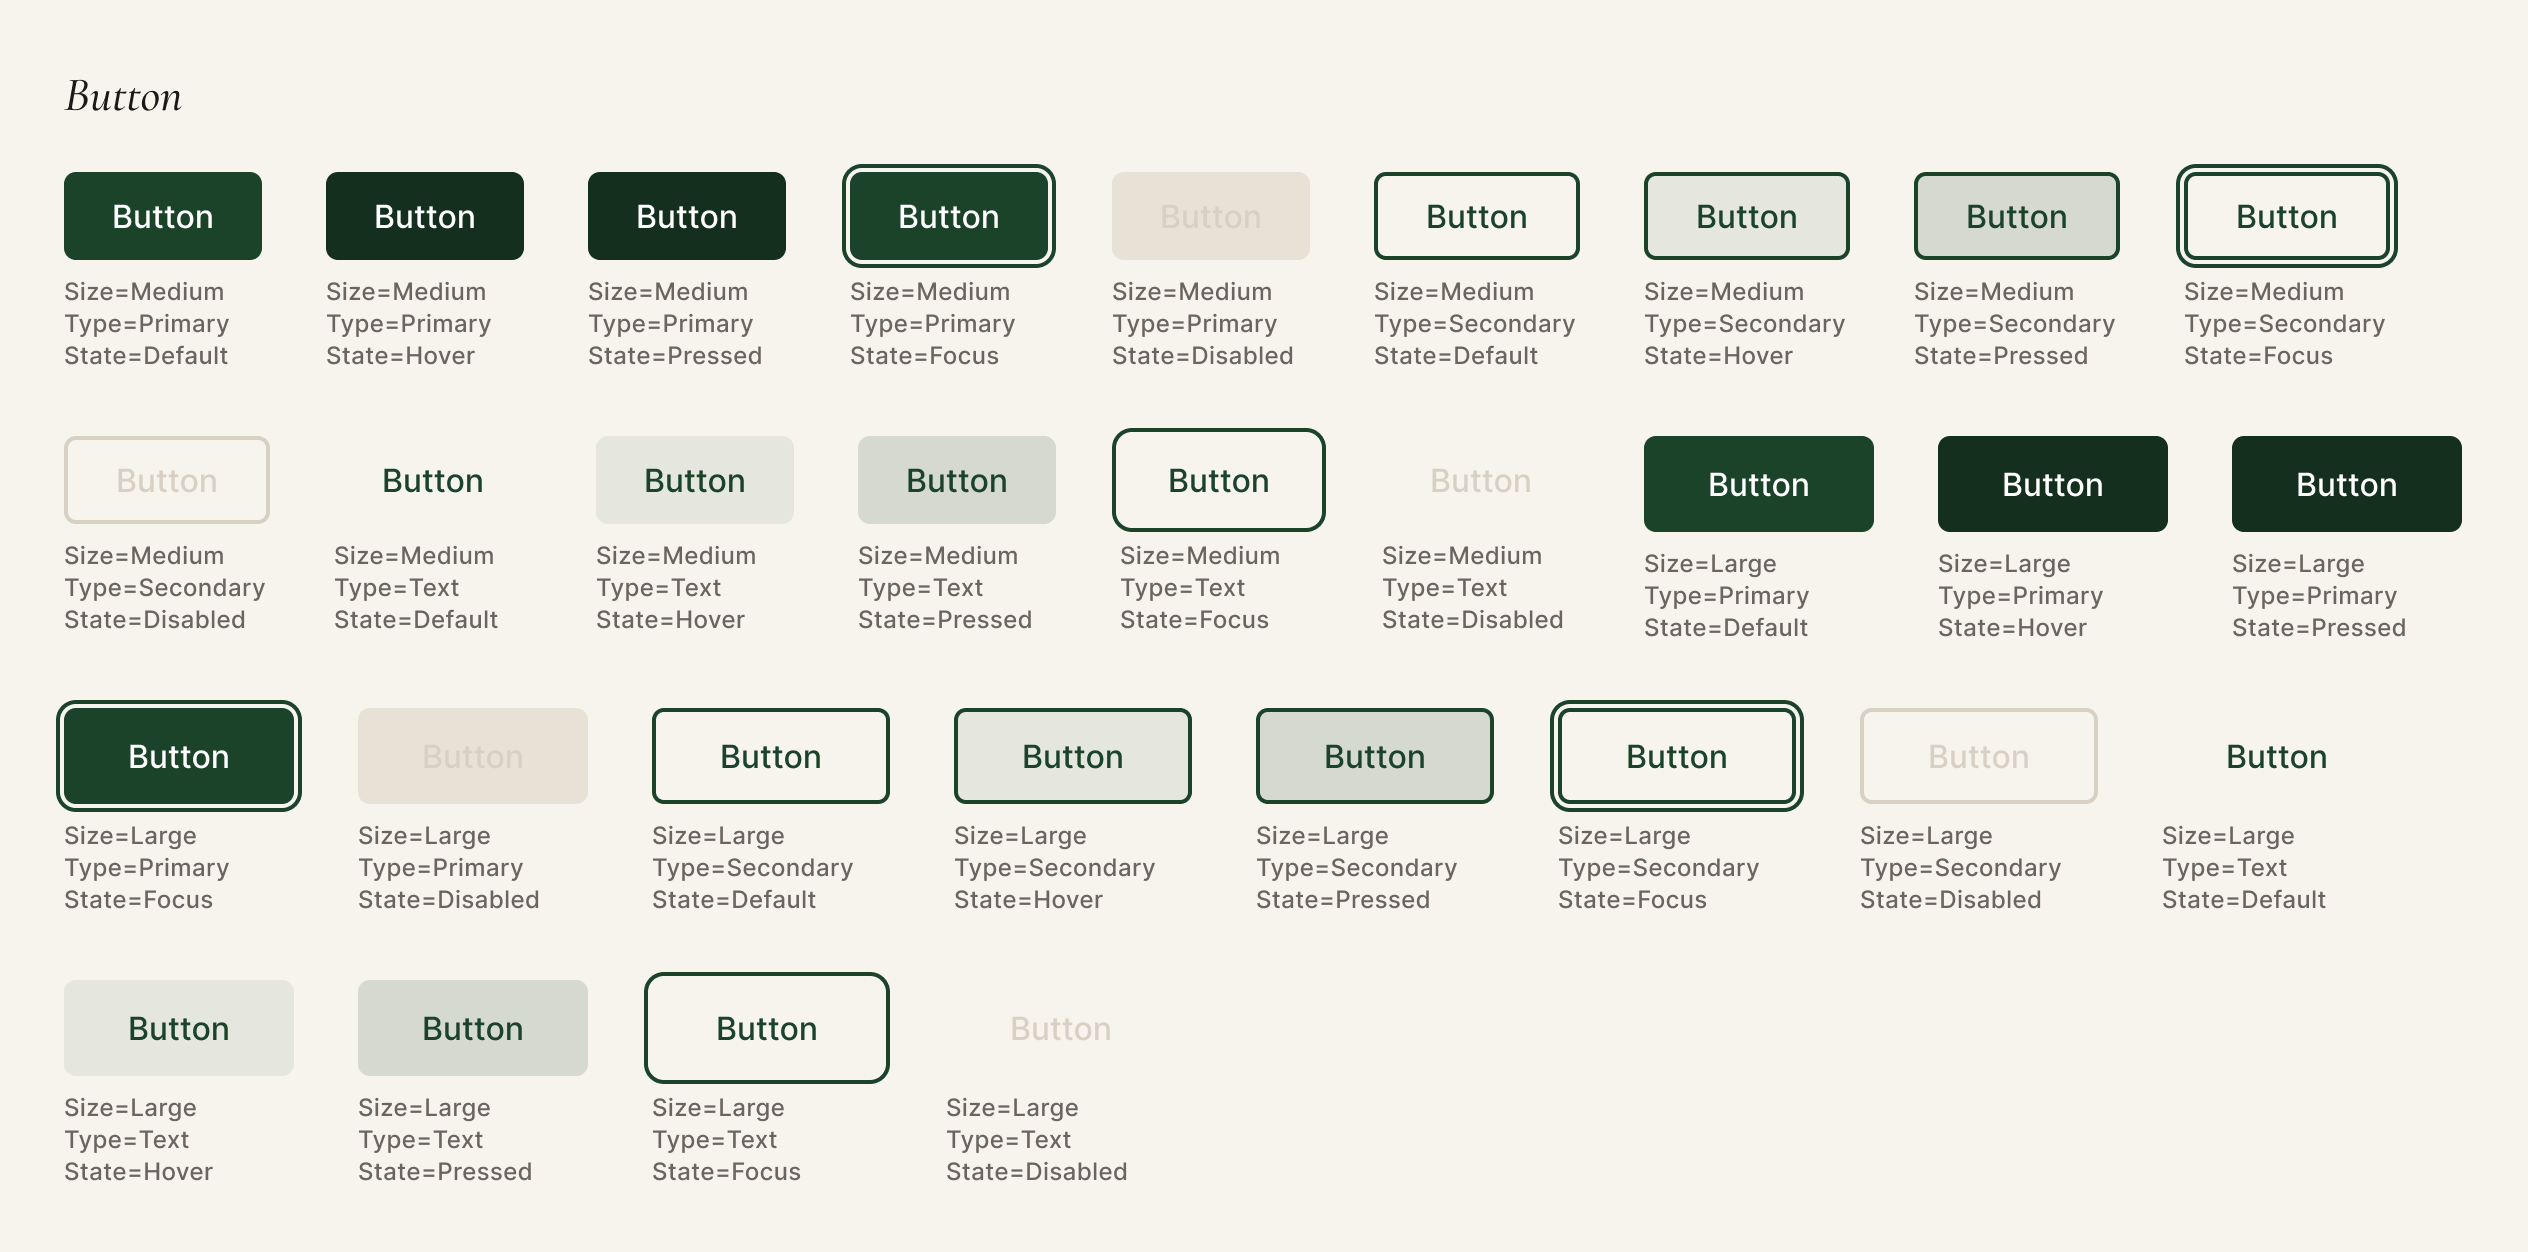 Button
Button
Button
Button
Button
Button
Button
Button
Button
Button
Size=Medium
Type=Primary
State=Default
Size=Medium
Type=Primary
State=Hover
Size=Medium
Type=Primary
State=Pressed
Size=Medium
Type=Primary
State=Focus
Size=Medium
Type=Primary
State=Disabled
Size=Medium
Type=Secondary
State=Default
Size=Medium
Type=Secondary
State=Hover
Size=Medium
Type=Secondary
State=Pressed
Size=Medium
Type=Secondary
State=Focus
Button
Button
Button
Button
Button
Button
Button
Button
Button
Size=Medium
Type=Secondary
State=Disabled
Size=Medium
Type=Text
State=Default
Size=Medium
Type=Text
State=Hover
Size=Medium
Type=Text
State=Pressed
Size=Medium
Type=Text
State=Focus
Size=Medium
Type=Text
State=Disabled
Size=Large
Type=Primary
State=Default
Size=Large
Type=Primary
State=Hover
Size=Large
Type=Primary
State=Pressed
Button
Button
Button
Button
Button
Button
Button
Button
Size=Large
Type=Primary
State=Focus
Size=Large
Type=Primary
State=Disabled
Size=Large
Type=Secondary
State=Default
Size=Large
Type=Secondary
State=Hover
Size=Large
Type=Secondary
State=Pressed
Size=Large
Type=Secondary
State=Focus
Size=Large
Type=Secondary
State=Disabled
Size=Large
Type=Text
State=Default
Button
Button
Button
Button
Size=Large
Type=Text
State=Hover
Size=Large
Type=Text
State=Pressed
Size=Large
Type=Text
State=Focus
Size=Large
Type=Text
State=Disabled